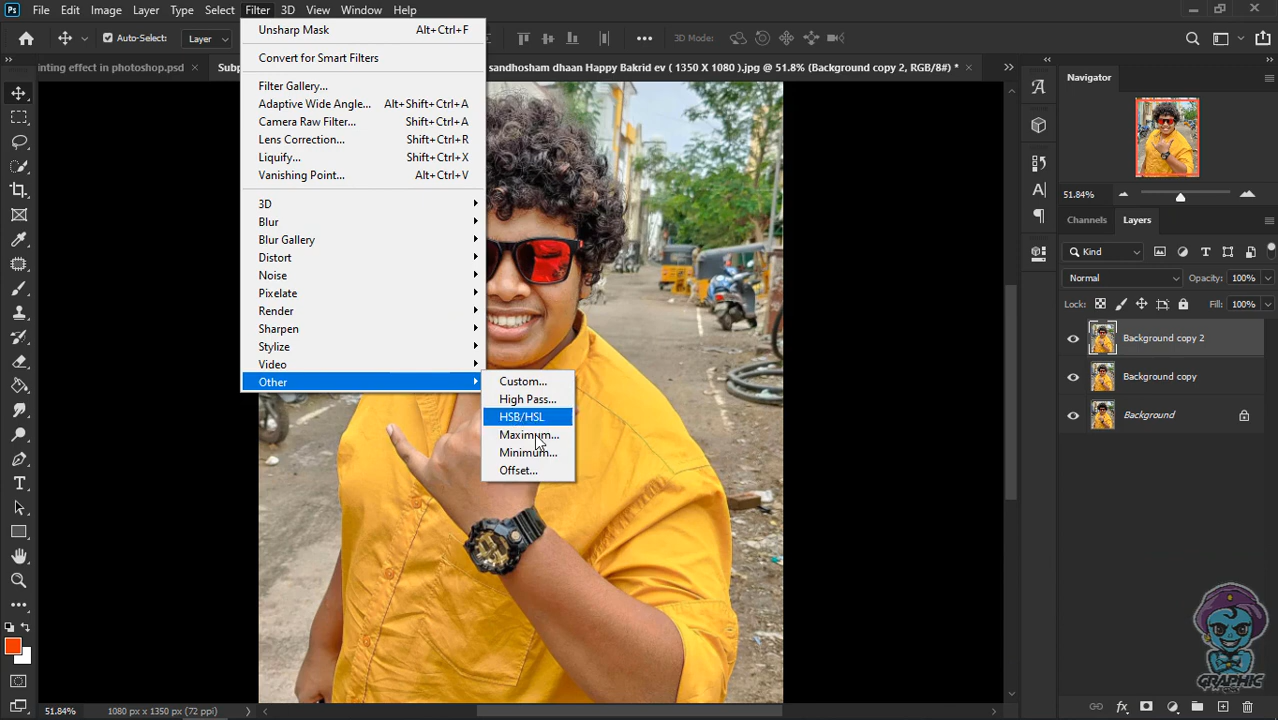 Ps File Edit Image Layer Type Select Filter 3D View Window Help
Auto-Select: Layer 3D Mode:
inting effect in photoshop.psd × Subp sandhosham dhaan Happy Bakrid ev ( 1350 X 1080 ).jpg @ 51.8% (Background copy 2, RGB/8#) * ×
Unsharp Mask Alt+Ctrl+F
Convert for Smart Filters
Filter Gallery...
Adaptive Wide Angle... Alt+Shift+Ctrl+A
Camera Raw Filter... Shift+Ctrl+A
Lens Correction... Shift+Ctrl+R
Liquify... Shift+Ctrl+X
Vanishing Point... Alt+Ctrl+V
3D
Blur
Blur Gallery
Distort
Noise
Pixelate
Render
Sharpen
Stylize
Video
Other
Custom...
High Pass...
HSB/HSL
Maximum...
Minimum...
Offset...
Navigator
51.84%
Channels Layers
Kind
Normal Opacity: 100%
Lock: Fill: 100%
Background copy 2
Background copy
Background
GRAPHIC
51.84% 1080 px x 1350 px (72 ppi)